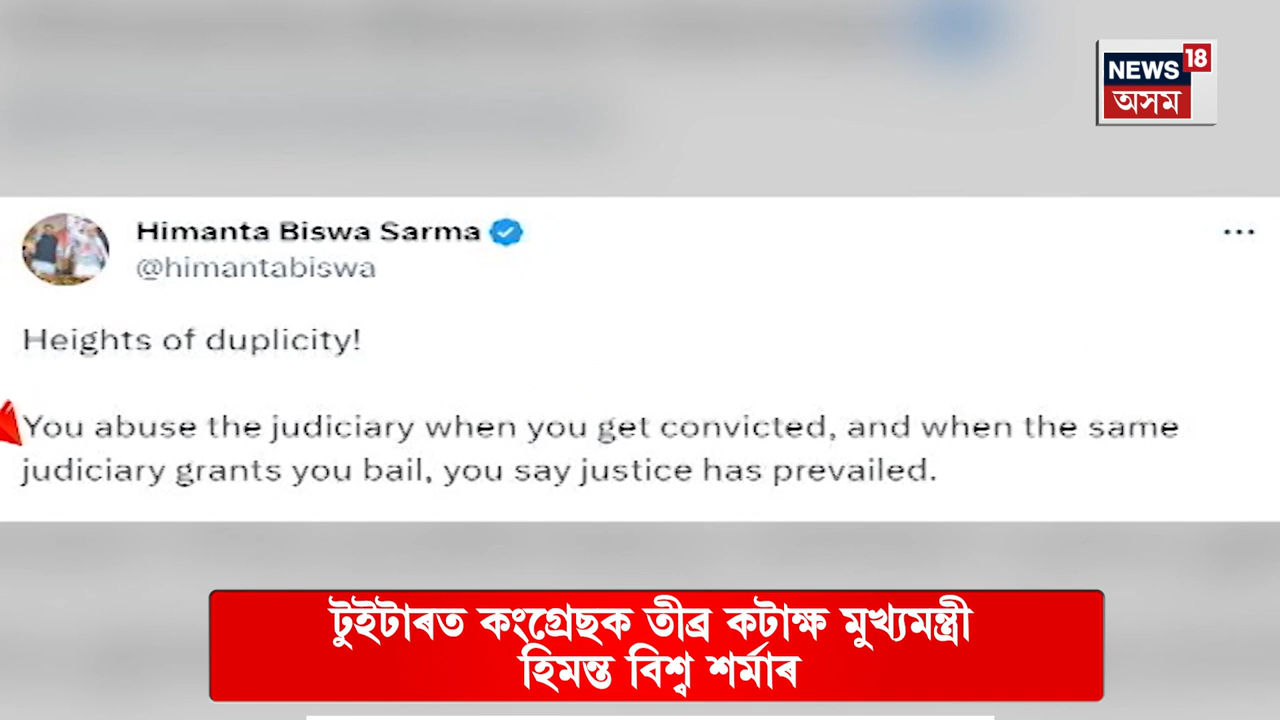 NEWS 18
অসম
Himanta Biswa Sarma
@himantabiswa
Heights of duplicity!
You abuse the judiciary when you get convicted, and when the same
judiciary grants you bail, you say justice has prevailed.
টুইটাৰত কংগ্ৰেছক তীব্ৰ কটাক্ষ মুখ্যমন্ত্ৰী
হিমন্ত বিশ্ব শৰ্মাৰ